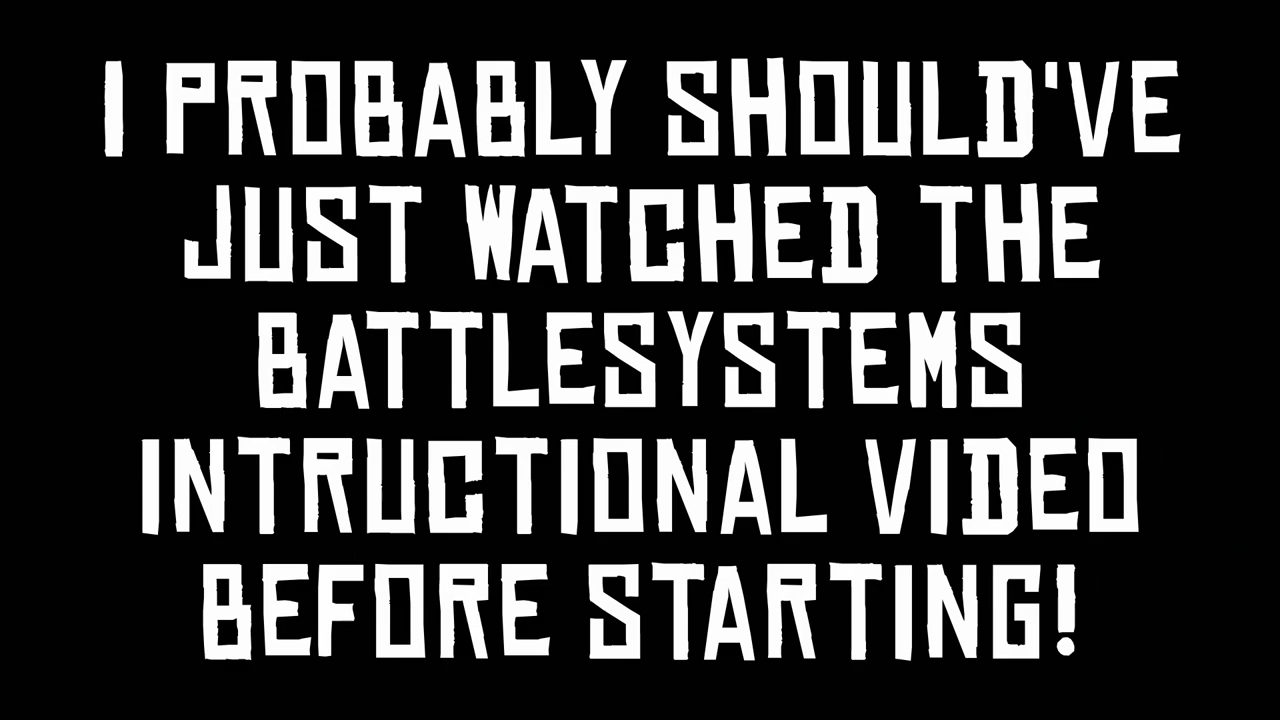 I PROBABLY SHOULD'VE
JUST WATCHED THE
BATTLESYSTEMS
INTRUCTIONAL VIDEO
BEFORE STARTING!